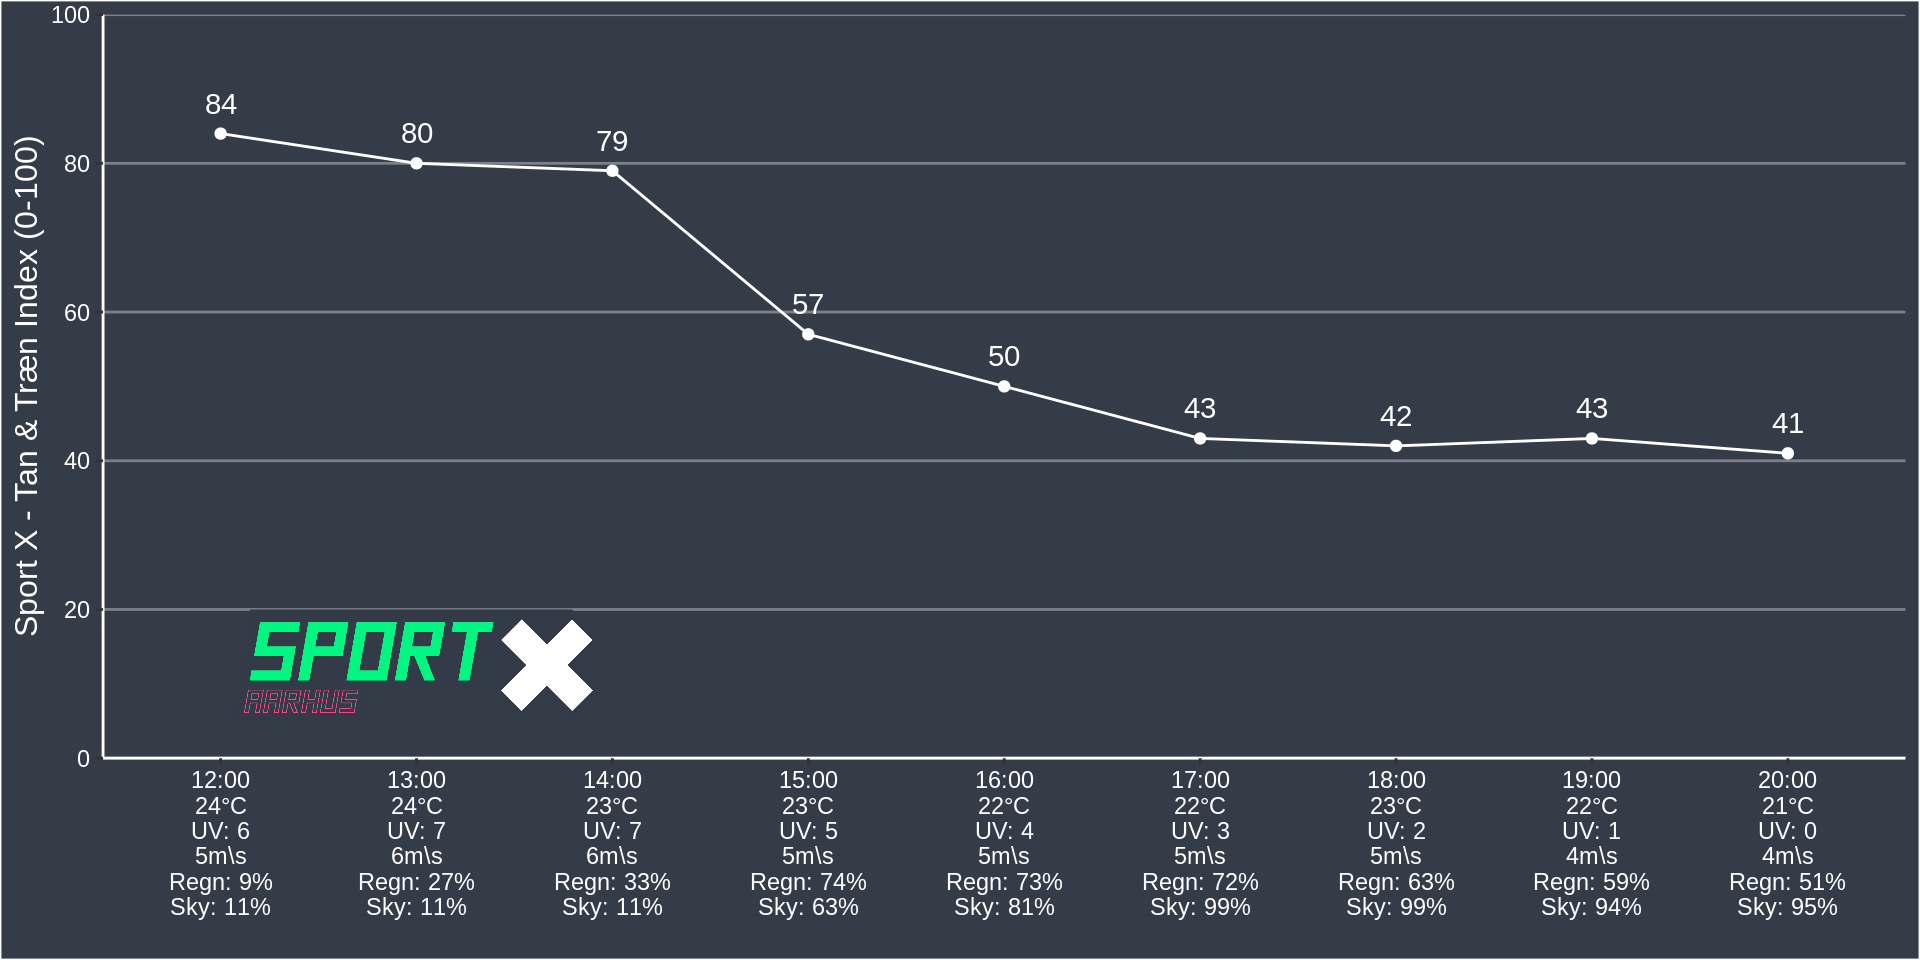 Sport X - Tan & Træn Index (0-100)
100
80
60
40
20
0
84
80
79
57
50
43
42
43
41
SPORT X
AARHUS
12:00 13:00 14:00 15:00 16:00 17:00 18:00 19:00 20:00
24°C 24°C 23°C 23°C 22°C 22°C 23°C 22°C 21°C
UV: 6 UV: 7 UV: 7 UV: 5 UV: 4 UV: 3 UV: 2 UV: 1 UV: 0
5m\s 6m\s 6m\s 5m\s 5m\s 5m\s 5m\s 4m\s 4m\s
Regn: 9% Regn: 27% Regn: 33% Regn: 74% Regn: 73% Regn: 72% Regn: 63% Regn: 59% Regn: 51%
Sky: 11% Sky: 11% Sky: 11% Sky: 63% Sky: 81% Sky: 99% Sky: 99% Sky: 94% Sky: 95%